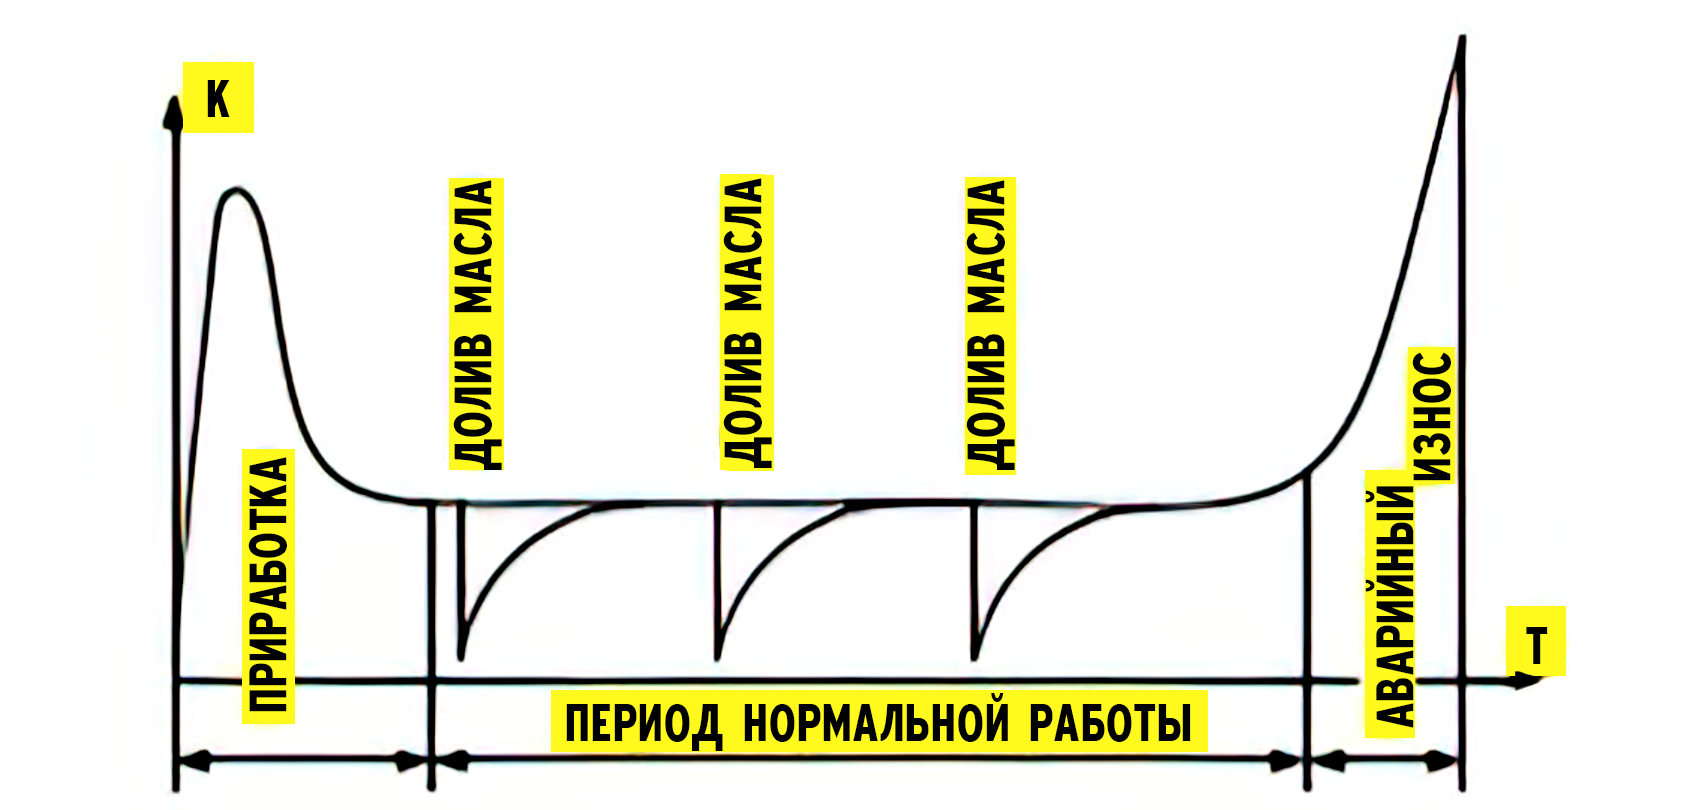 К
ДОЛИВ МАСЛА
ДОЛИВ МАСЛА
ДОЛИВ МАСЛА
ПРИРАБОТКА
АВАРИЙНЫЙ
ИЗНОС
Т
ПЕРИОД НОРМАЛЬНОЙ РАБОТЫ